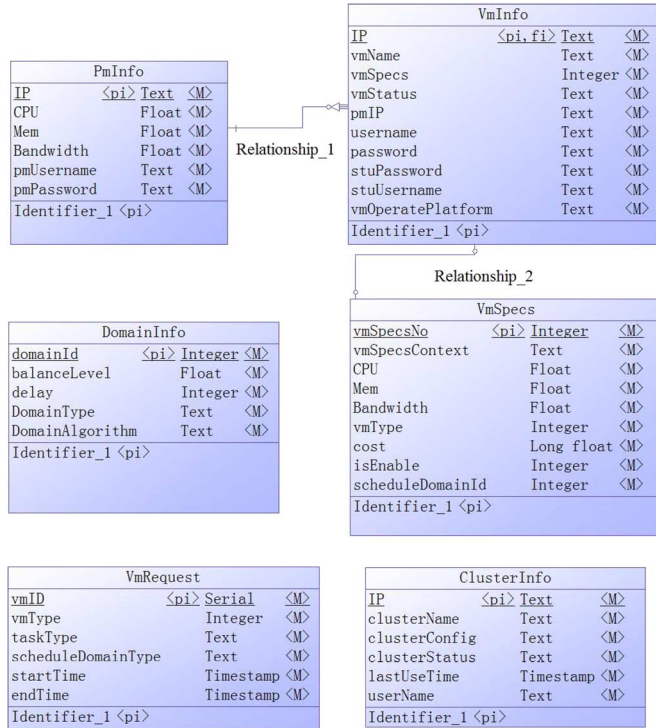 VmInfo
IP <pi,fi> Text <M>
vmName Text <M>
vmSpecs Integer <M>
vmStatus Text <M>
pmIP Text <M>
username Text <M>
password Text <M>
stuPassword Text <M>
stuUsername Text <M>
vmOperatePlatform Text <M>
Identifier_1 <pi>
PmInfo
IP <pi> Text <M>
CPU Float <M>
Mem Float <M>
Bandwidth Float <M>
pmUsername Text <M>
pmPassword Text <M>
Identifier_1 <pi>
Relationship_1
Relationship_2
DomainInfo
domainId <pi> Integer <M>
balanceLevel Float <M>
delay Integer <M>
DomainType Text <M>
DomainAlgorithm Text <M>
Identifier_1 <pi>
VmSpecs
vmSpecsNo <pi> Integer <M>
vmSpecsContext Text <M>
CPU Float <M>
Mem Float <M>
Bandwidth Float <M>
vmType Integer <M>
cost Long float <M>
isEnable Integer <M>
scheduleDomainId Integer <M>
Identifier_1 <pi>
VmRequest
vmID <pi> Serial <M>
vmType Integer <M>
taskType Text <M>
scheduleDomainType Text <M>
startTime Timestamp <M>
endTime Timestamp <M>
Identifier_1 <pi>
ClusterInfo
IP <pi> Text <M>
clusterName Text <M>
clusterConfig Text <M>
clusterStatus Text <M>
lastUseTime Timestamp <M>
userName Text <M>
Identifier_1 <pi>